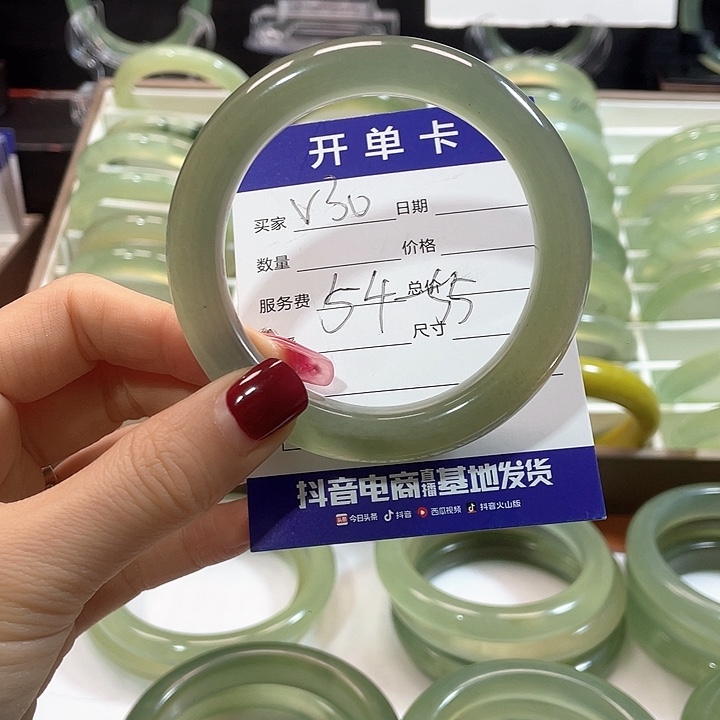 开单卡
买家 V30 日期
数量 价格
服务费 54-55 总价
尺寸
抖音电商直播基地发货
头条 今日头条 抖音 西瓜视频 抖音火山版